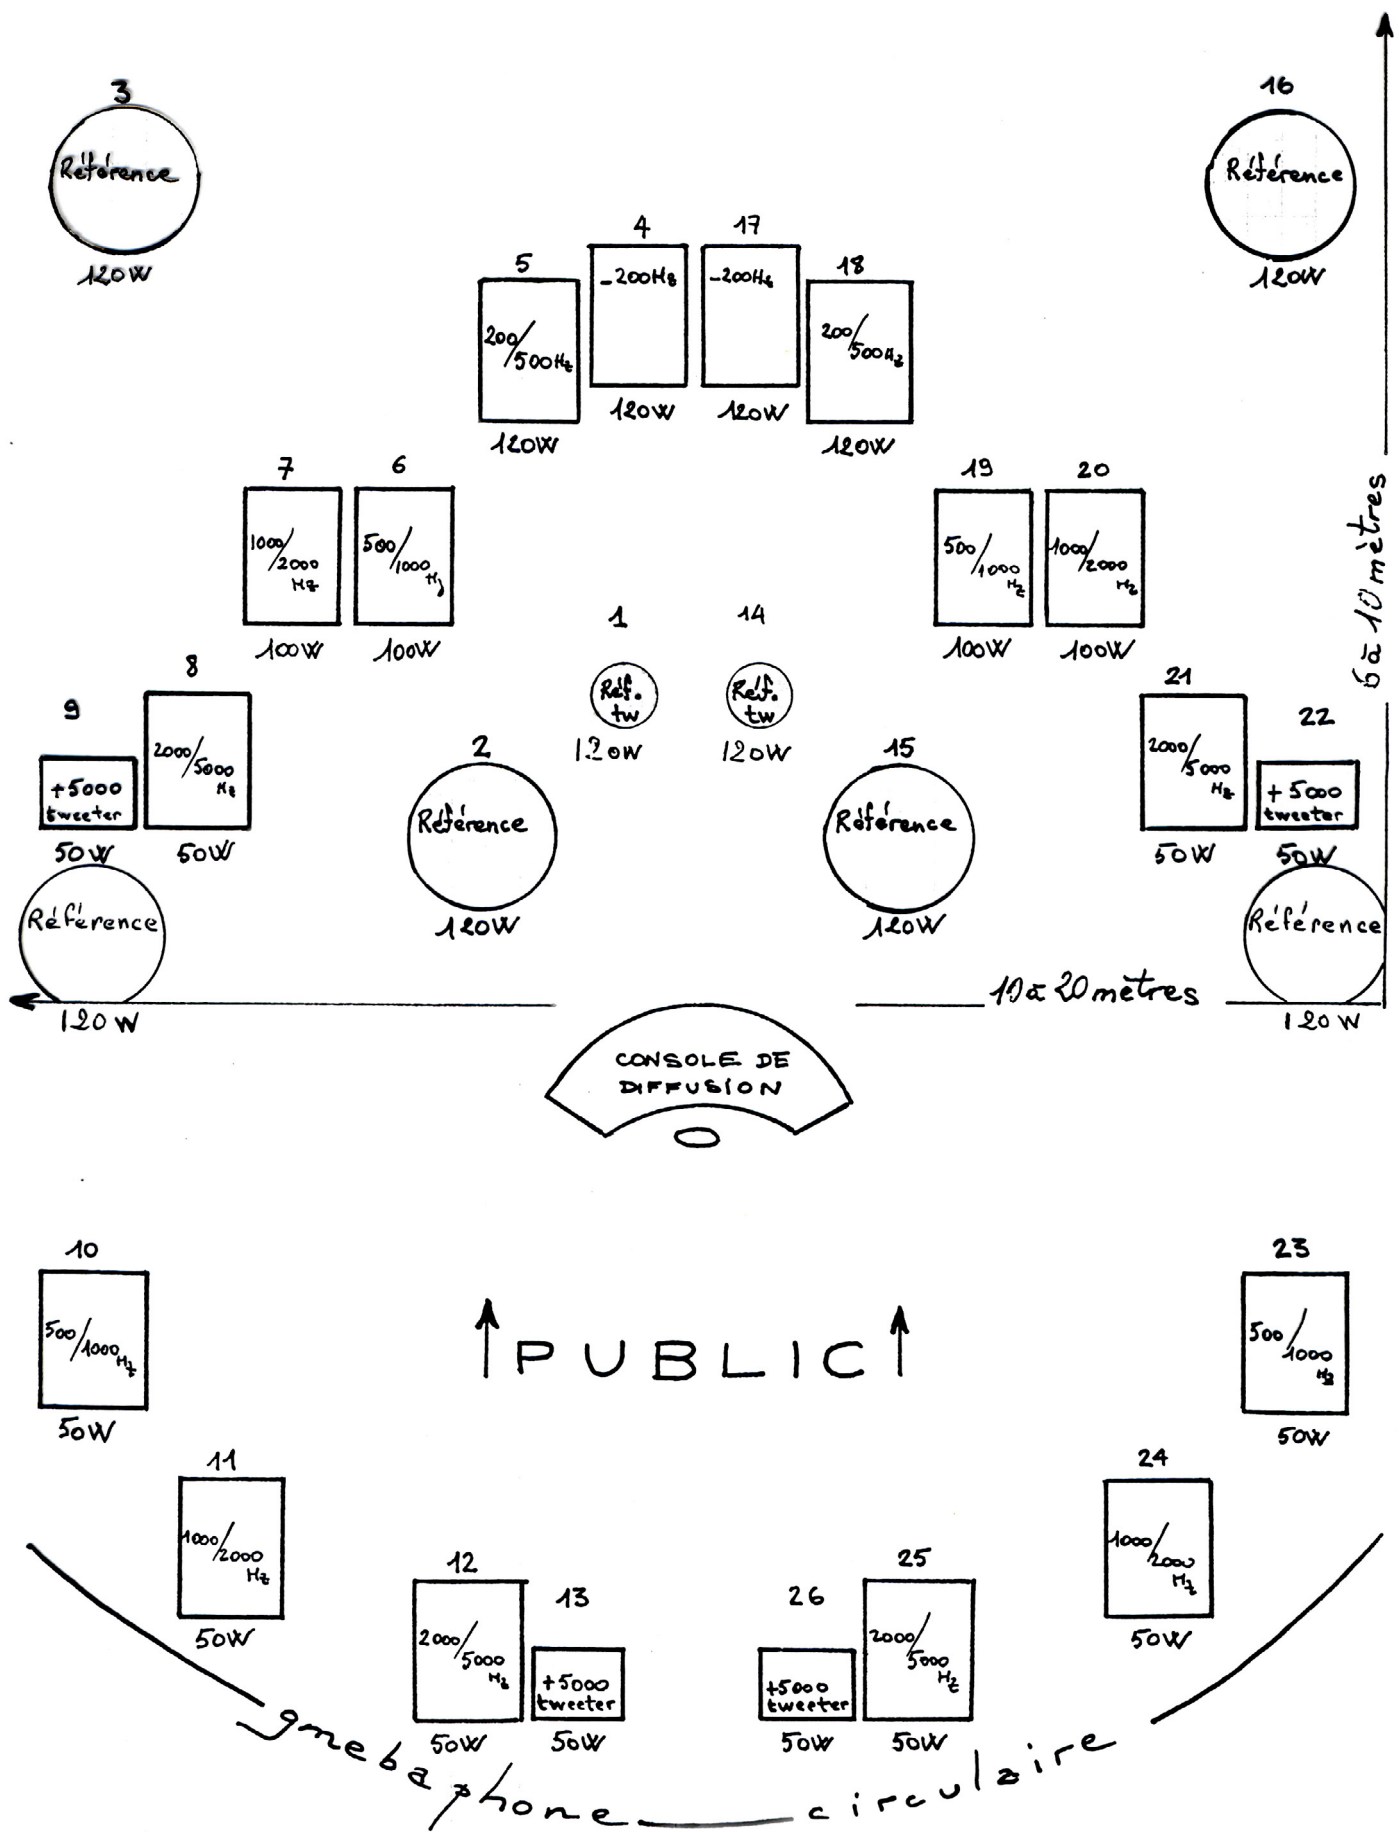 3
Référence
120W
16
Référence
120W
4
-200Hz
120W
17
-200Hz
120W
5
200/500Hz
120W
18
200/500Hz
120W
7
1000/2000
Hz
100W
6
500/1000
Hz
100W
19
500/1000
Hz
100W
20
1000/2000
Hz
100W
6 à 10 mètres
1
Réf.
tw
120W
14
Réf.
tw
120W
9
+5000
tweeter
50W
8
2000/5000
Hz
50W
2
Référence
120W
15
Référence
120W
21
2000/5000
Hz
50W
22
+5000
tweeter
50W
Référence
120W
Référence
120W
10 à 20 mètres
CONSOLE DE
DIFFUSION
10
500/1000
Hz
50W
PUBLIC
23
500/1000
Hz
50W
11
1000/2000
Hz
50W
24
1000/2000
Hz
50W
12
2000/5000
Hz
50W
13
+5000
tweeter
50W
26
+5000
tweeter
50W
25
2000/5000
Hz
50W
gmebaphone circulaire